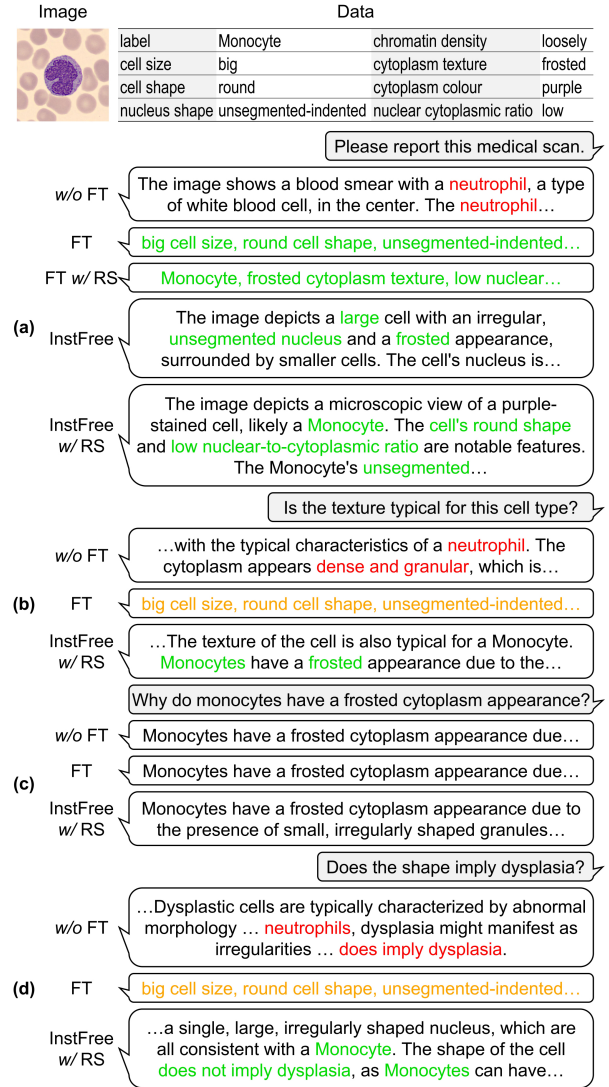 Image
Data
label Monocyte chromatin density loosely
cell size big cytoplasm texture frosted
cell shape round cytoplasm colour purple
nucleus shape unsegmented-indented nuclear cytoplasmic ratio low
Please report this medical scan.
(a)
w/o FT
The image shows a blood smear with a neutrophil, a type
of white blood cell, in the center. The neutrophil…
FT
big cell size, round cell shape, unsegmented-indented…
FT w/ RS
Monocyte, frosted cytoplasm texture, low nuclear…
InstFree
The image depicts a large cell with an irregular,
unsegmented nucleus and a frosted appearance,
surrounded by smaller cells. The cell's nucleus is…
InstFree
w/ RS
The image depicts a microscopic view of a purple-
stained cell, likely a Monocyte. The cell's round shape
and low nuclear-to-cytoplasmic ratio are notable features.
The Monocyte's unsegmented…
Is the texture typical for this cell type?
(b)
w/o FT
…with the typical characteristics of a neutrophil. The
cytoplasm appears dense and granular, which is…
FT
big cell size, round cell shape, unsegmented-indented…
InstFree
w/ RS
…The texture of the cell is also typical for a Monocyte.
Monocytes have a frosted appearance due to the…
Why do monocytes have a frosted cytoplasm appearance?
(c)
w/o FT
Monocytes have a frosted cytoplasm appearance due…
FT
Monocytes have a frosted cytoplasm appearance due…
InstFree
w/ RS
Monocytes have a frosted cytoplasm appearance due to
the presence of small, irregularly shaped granules…
Does the shape imply dysplasia?
(d)
w/o FT
…Dysplastic cells are typically characterized by abnormal
morphology … neutrophils, dysplasia might manifest as
irregularities … does imply dysplasia.
FT
big cell size, round cell shape, unsegmented-indented…
InstFree
w/ RS
…a single, large, irregularly shaped nucleus, which are
all consistent with a Monocyte. The shape of the cell
does not imply dysplasia, as Monocytes can have…